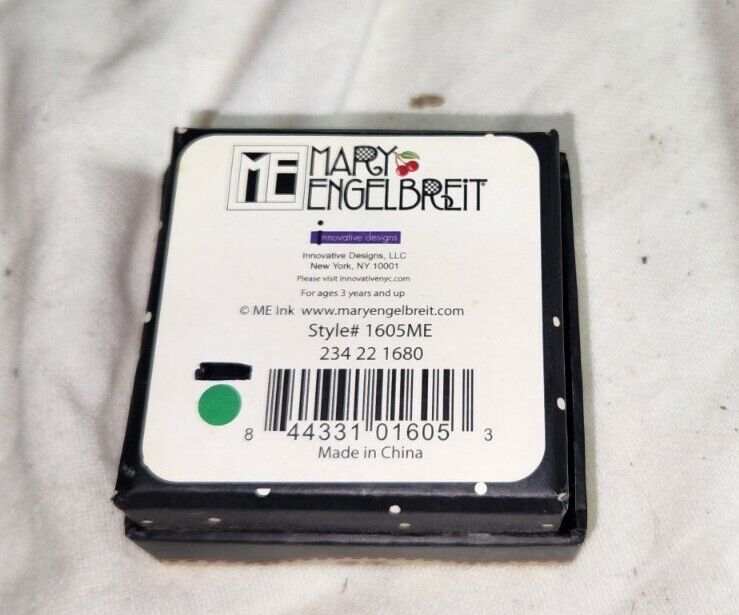 ME MARY
ENGELBREIT®
innovative designs
Innovative Designs, LLC
New York, NY 10001
Please visit innovativenyc.com
For ages 3 years and up
© ME Ink www.maryengelbreit.com
Style# 1605ME
234 22 1680
8 44331 01605 3
Made in China